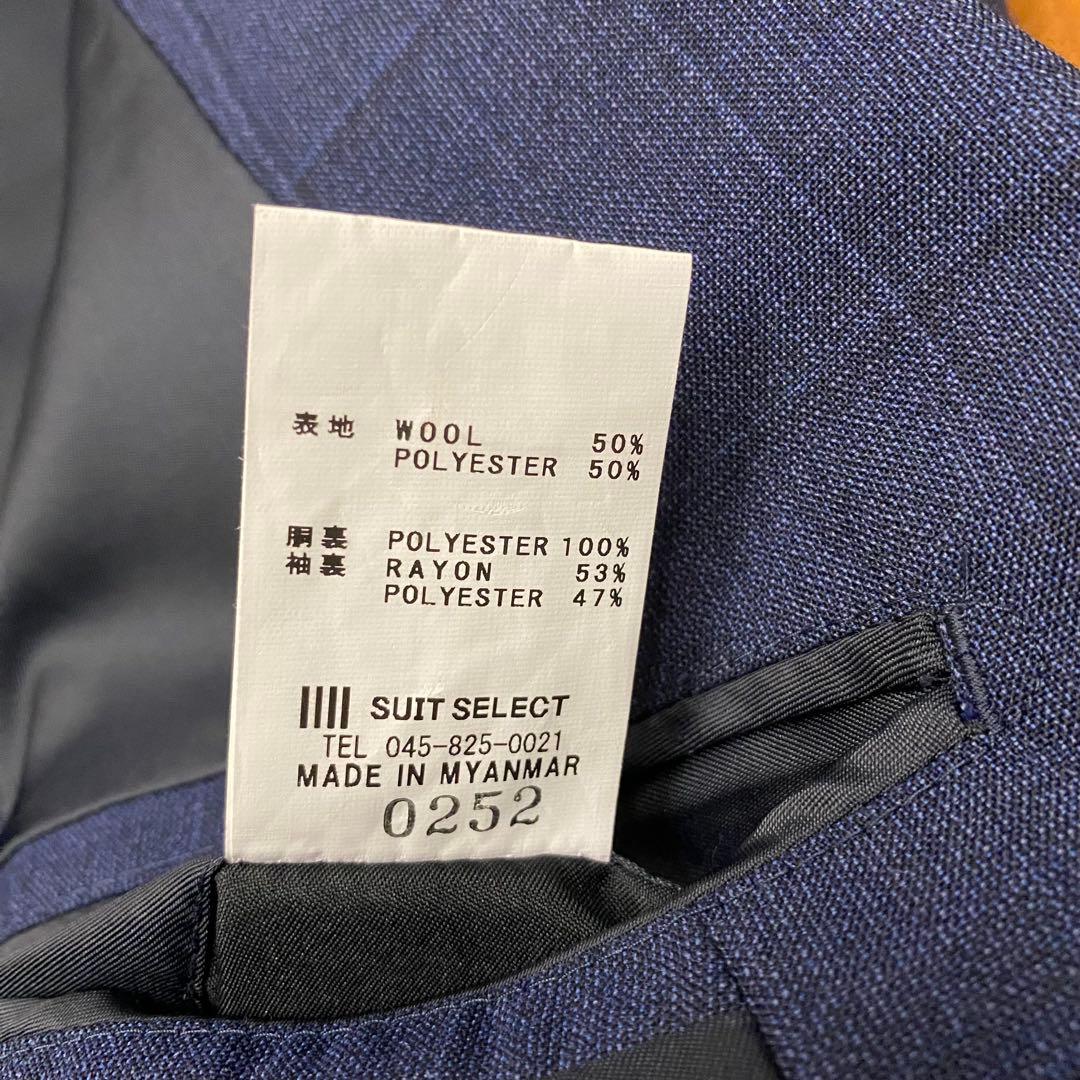 表地 WOOL 50%
POLYESTER 50%
胴裏 POLYESTER 100%
袖裏 RAYON 53%
POLYESTER 47%
SUIT SELECT
TEL 045-825-0021
MADE IN MYANMAR
0252